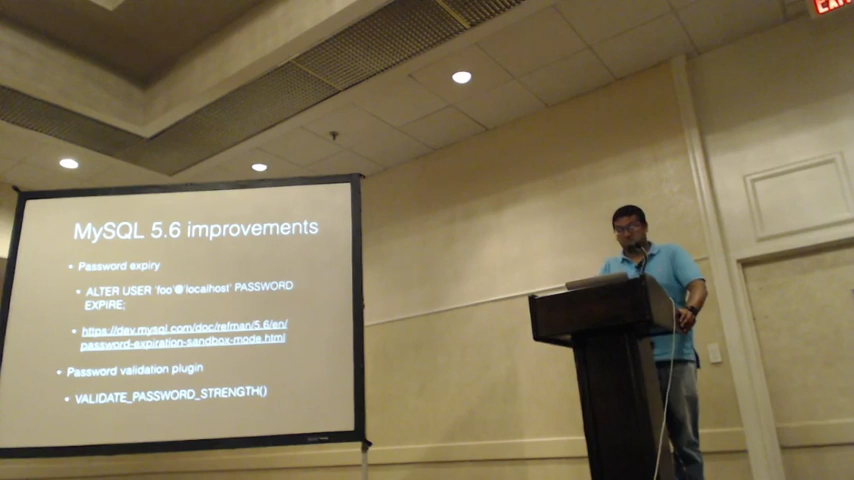 MySQL 5.6 improvements
• Password expiry
• ALTER USER 'foo'@'localhost' PASSWORD
EXPIRE;
• https://dev.mysql.com/doc/refman/5.6/en/
password-expiration-sandbox-mode.html
• Password validation plugin
• VALIDATE_PASSWORD_STRENGTH()